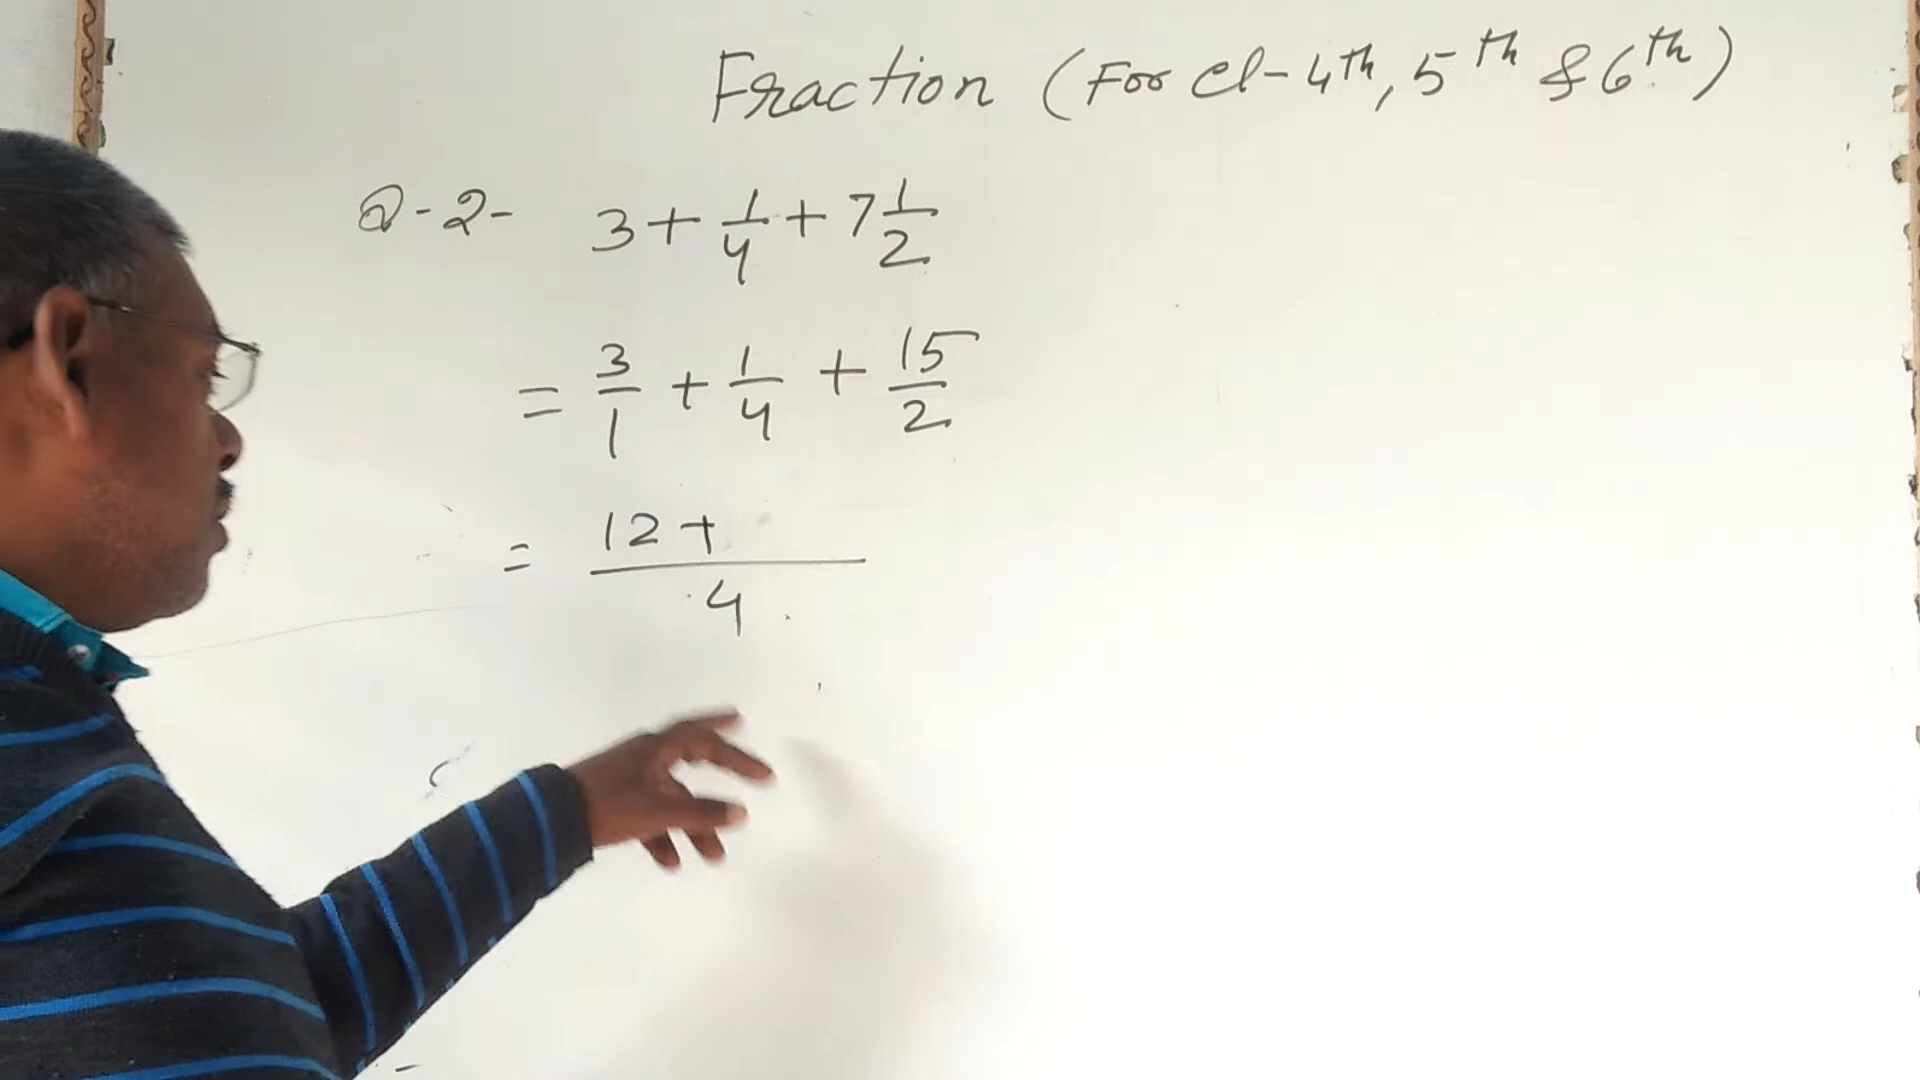 Fraction (For Cl- 4th, 5th & 6th)
Q-2- 3 + 1/4 + 7 1/2
= 3/1 + 1/4 + 15/2
= 12 + / 4